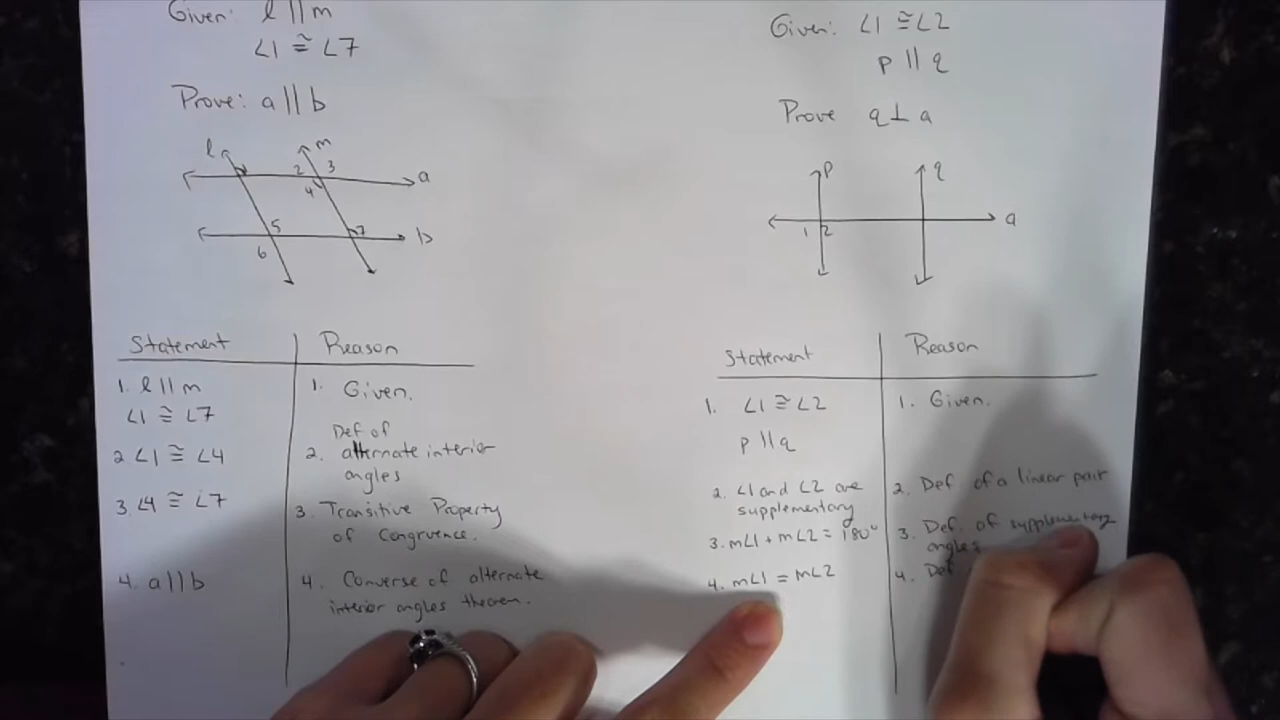 Given: l || m
∠1 ≅ ∠7
Prove: a || b
l
m
2
3
a
4
5
7
b
6
Statement
Reason
1. l || m
1. Given.
∠1 ≅ ∠7
2 ∠1 ≅ ∠4
Def of
2. alternate interior
angles
3. ∠4 ≅ ∠7
3. Transitive Property
of Congruence.
4. a || b
4. Converse of alternate
interior angles theorem.
Given: ∠1 ≅ ∠2
p || q
Prove q ⊥ a
p
q
a
1
2
Statement
Reason
1. ∠1 ≅ ∠2
1. Given.
p || q
2. ∠1 and ∠2 are
supplementary
2. Def of a linear pair
3. m∠1 + m∠2 = 180°
3. Def. of supplementary
angles
4. m∠1 = m∠2
4. Def